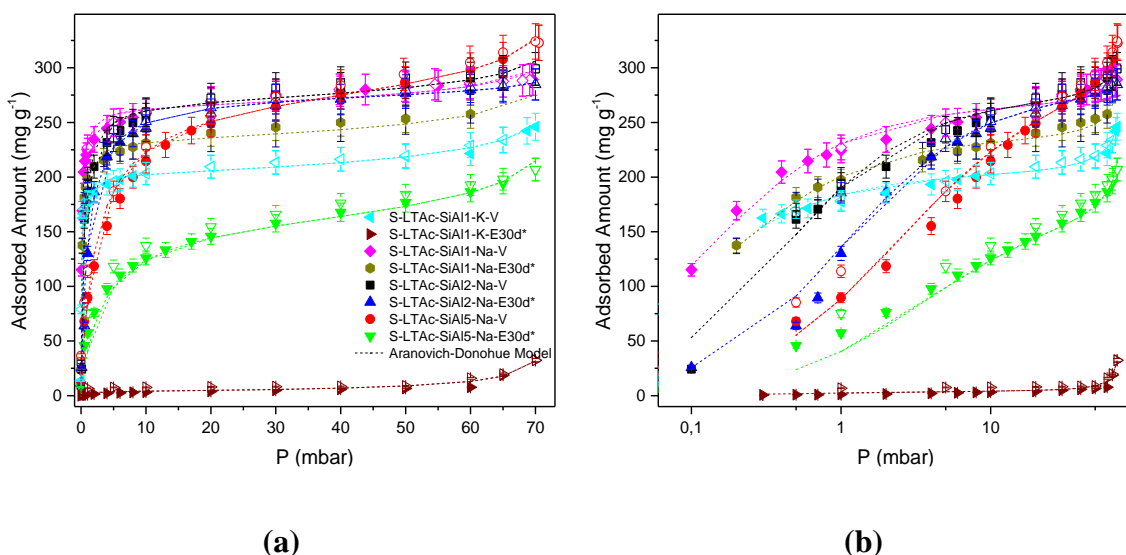 350
300
250
200
150
100
50
0
Adsorbed Amount (mg g⁻¹)
0 10 20 30 40 50 60 70
P (mbar)
S-LTAc-SiAl1-K-V
S-LTAc-SiAl1-K-E30d*
S-LTAc-SiAl1-Na-V
S-LTAc-SiAl1-Na-E30d*
S-LTAc-SiAl2-Na-V
S-LTAc-SiAl2-Na-E30d*
S-LTAc-SiAl5-Na-V
S-LTAc-SiAl5-Na-E30d*
Aranovich-Donohue Model
(a)
300
250
200
150
100
50
0
Adsorbed Amount (mg g⁻¹)
0,1 1 10
P (mbar)
(b)